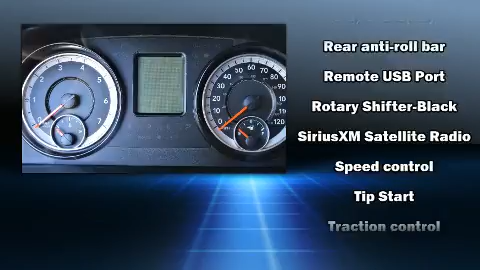 Rear anti-roll bar
Remote USB Port
Rotary Shifter-Black
SiriusXM Satellite Radio
Speed control
Tip Start
Traction control